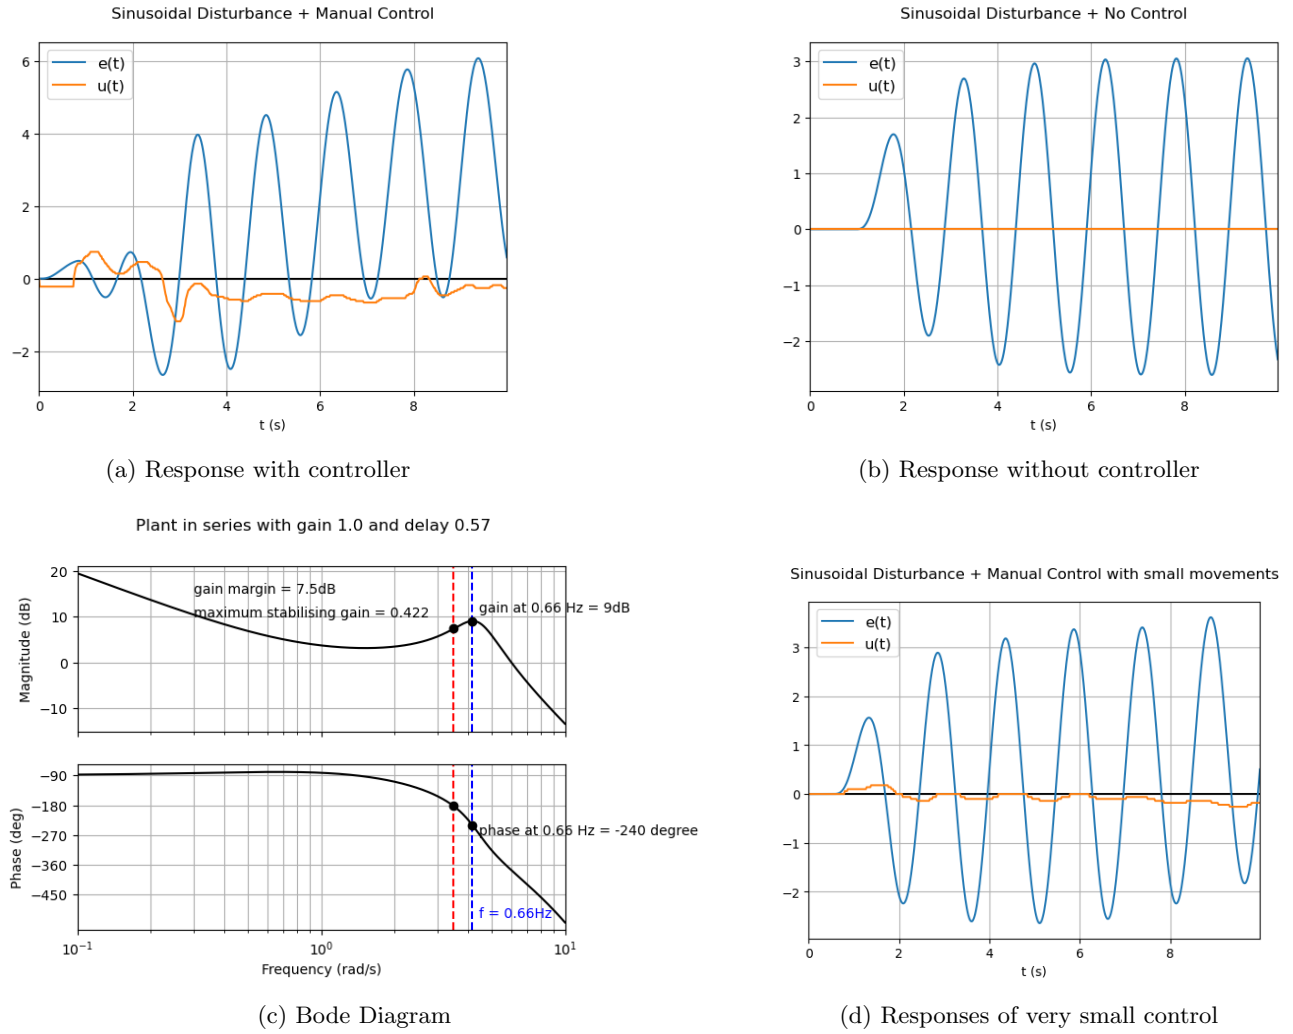 Sinusoidal Disturbance + Manual Control
e(t)
u(t)
6
4
2
0
−2
0 2 4 6 8
t (s)
(a) Response with controller
Sinusoidal Disturbance + No Control
e(t)
u(t)
3
2
1
0
−1
−2
0 2 4 6 8
t (s)
(b) Response without controller
Plant in series with gain 1.0 and delay 0.57
Magnitude (dB)
20
10
0
−10
gain margin = 7.5dB
maximum stabilising gain = 0.422
gain at 0.66 Hz = 9dB
Phase (deg)
−90
−180
−270
−360
−450
phase at 0.66 Hz = -240 degree
f = 0.66Hz
10⁻¹ 10⁰ 10¹
Frequency (rad/s)
(c) Bode Diagram
Sinusoidal Disturbance + Manual Control with small movements
e(t)
u(t)
3
2
1
0
−1
−2
0 2 4 6 8
t (s)
(d) Responses of very small control